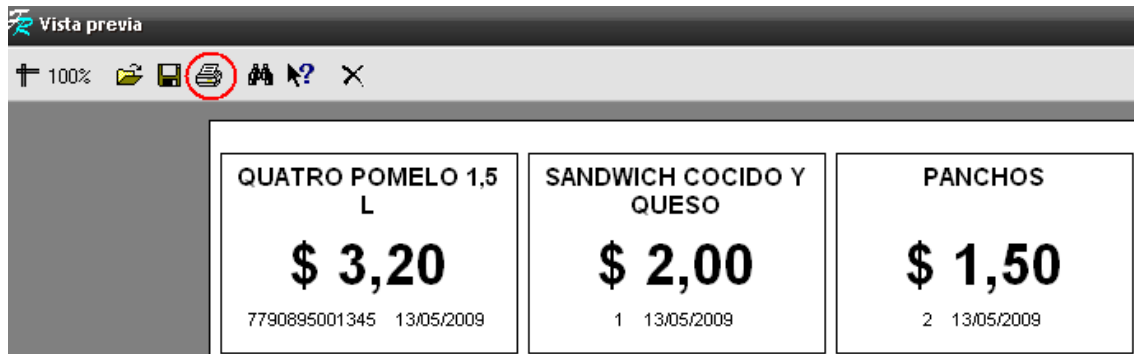 Vista previa
100%
QUATRO POMELO 1,5
L
$ 3,20
7790895001345 13/05/2009
SANDWICH COCIDO Y
QUESO
$ 2,00
1 13/05/2009
PANCHOS
$ 1,50
2 13/05/2009